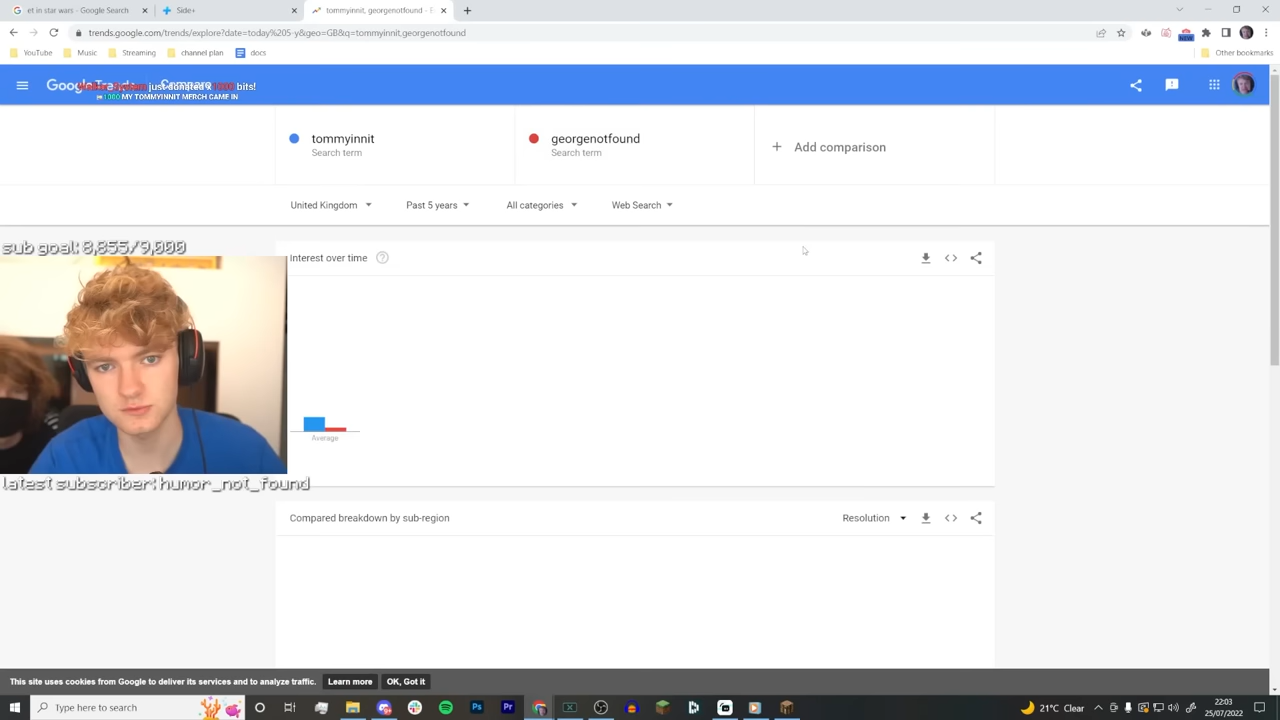 et in star wars - Google Search
Side+
tommyinnit, georgenotfound - E
trends.google.com/trends/explore?date=today%205-y&geo=GB&q=tommyinnit,georgenotfound
YouTube
Music
Streaming
channel plan
docs
Other bookmarks
Google Trends
Compare
just donated x1000 bits!
1000 MY TOMMYINNIT MERCH CAME IN
tommyinnit
Search term
georgenotfound
Search term
+ Add comparison
United Kingdom
Past 5 years
All categories
Web Search
sub goal: 8,855/9,000
Interest over time
Average
latest subscriber: humor_not_found
Compared breakdown by sub-region
Resolution
This site uses cookies from Google to deliver its services and to analyze traffic.
Learn more
OK, Got it
Type here to search
21°C Clear
22:03
25/07/2022